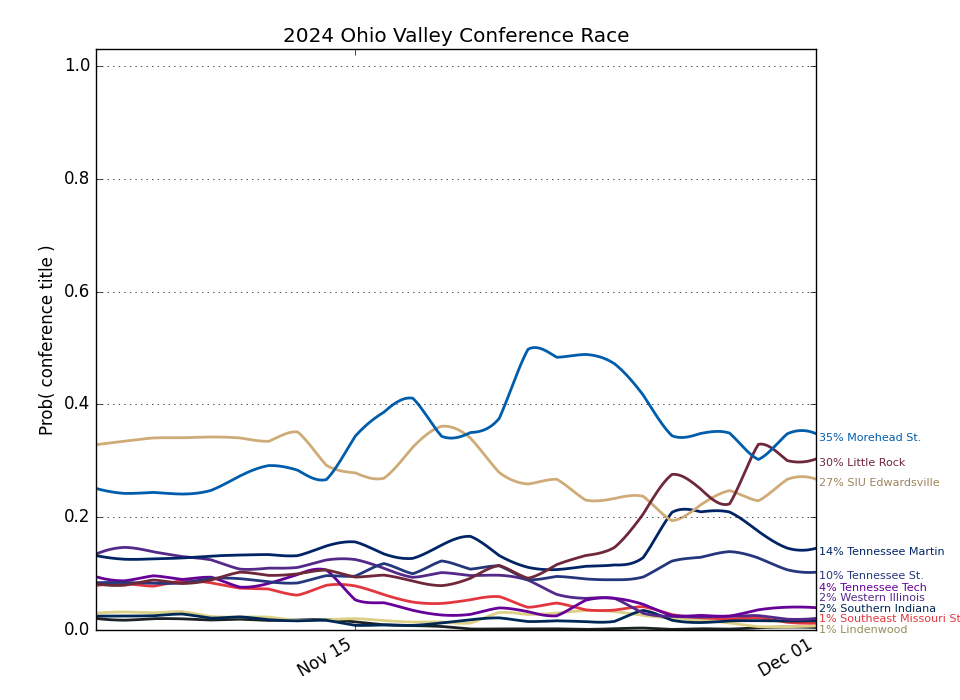 2024 Ohio Valley Conference Race
Prob( conference title )
1.0
0.8
0.6
0.4
0.2
0.0
Nov 15
Dec 01
35% Morehead St.
30% Little Rock
27% SIU Edwardsville
14% Tennessee Martin
10% Tennessee St.
4% Tennessee Tech
2% Western Illinois
2% Southern Indiana
1% Southeast Missouri St
1% Lindenwood